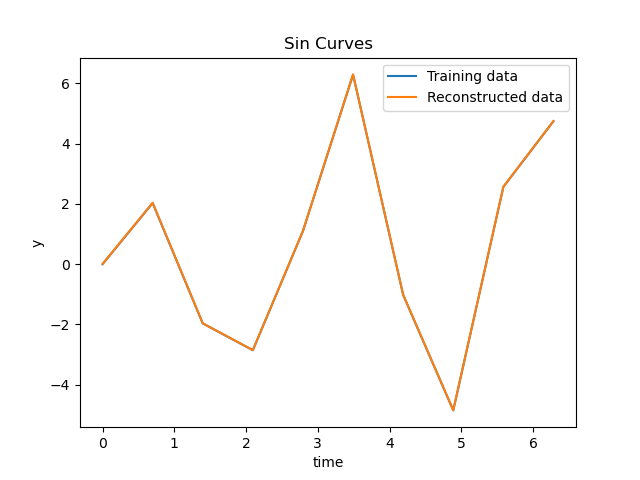 Sin Curves
Training data
Reconstructed data
6
4
2
0
−2
−4
y
0 1 2 3 4 5 6
time